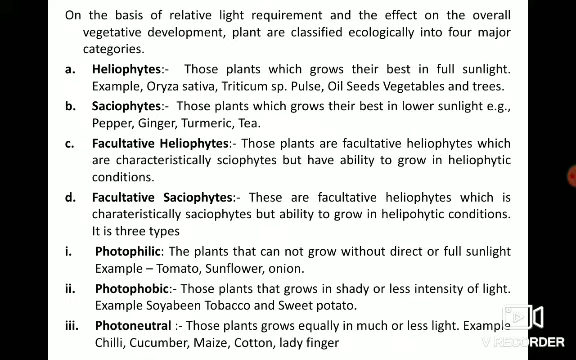 On the basis of relative light requirement and the effect on the overall
vegetative development, plant are classified ecologically into four major
categories.
a. Heliophytes:- Those plants which grows their best in full sunlight.
Example, Oryza sativa, Triticum sp. Pulse, Oil Seeds Vegetables and trees.
b. Saciophytes:- Those plants which grows their best in lower sunlight e.g.,
Pepper, Ginger, Turmeric, Tea.
c. Facultative Heliophytes:- Those plants are facultative heliophytes which
are characteristically sciophytes but have ability to grow in heliophytic
conditions.
d. Facultative Saciophytes:- These are facultative heliophytes which is
charateristically saciophytes but ability to grow in helipohytic conditions.
It is three types
i. Photophilic: The plants that can not grow without direct or full sunlight
Example – Tomato, Sunflower, onion.
ii. Photophobic:- Those plants that grows in shady or less intensity of light.
Example Soyabeen Tobacco and Sweet potato.
iii. Photoneutral :- Those plants grows equally in much or less light. Example
Chilli, Cucumber, Maize, Cotton, lady finger
V RECORDER